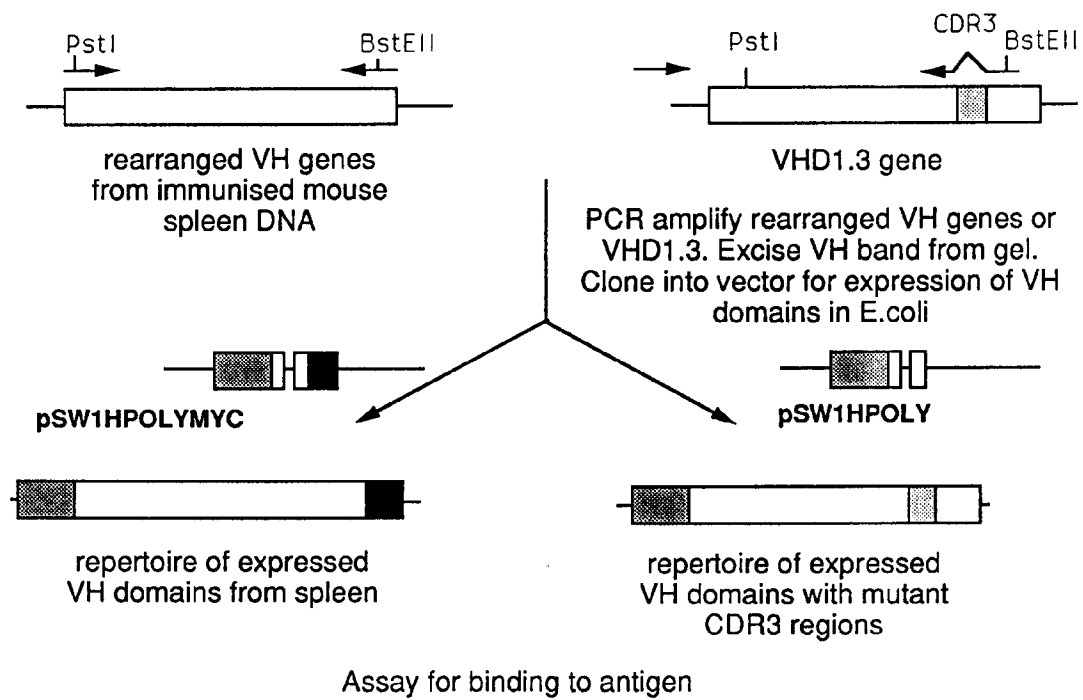 PstI
BstEII
rearranged VH genes
from immunised mouse
spleen DNA
PstI
CDR3
BstEII
VHD1.3 gene
PCR amplify rearranged VH genes or
VHD1.3. Excise VH band from gel.
Clone into vector for expression of VH
domains in E.coli
pSW1HPOLYMYC
pSW1HPOLY
repertoire of expressed
VH domains from spleen
repertoire of expressed
VH domains with mutant
CDR3 regions
Assay for binding to antigen